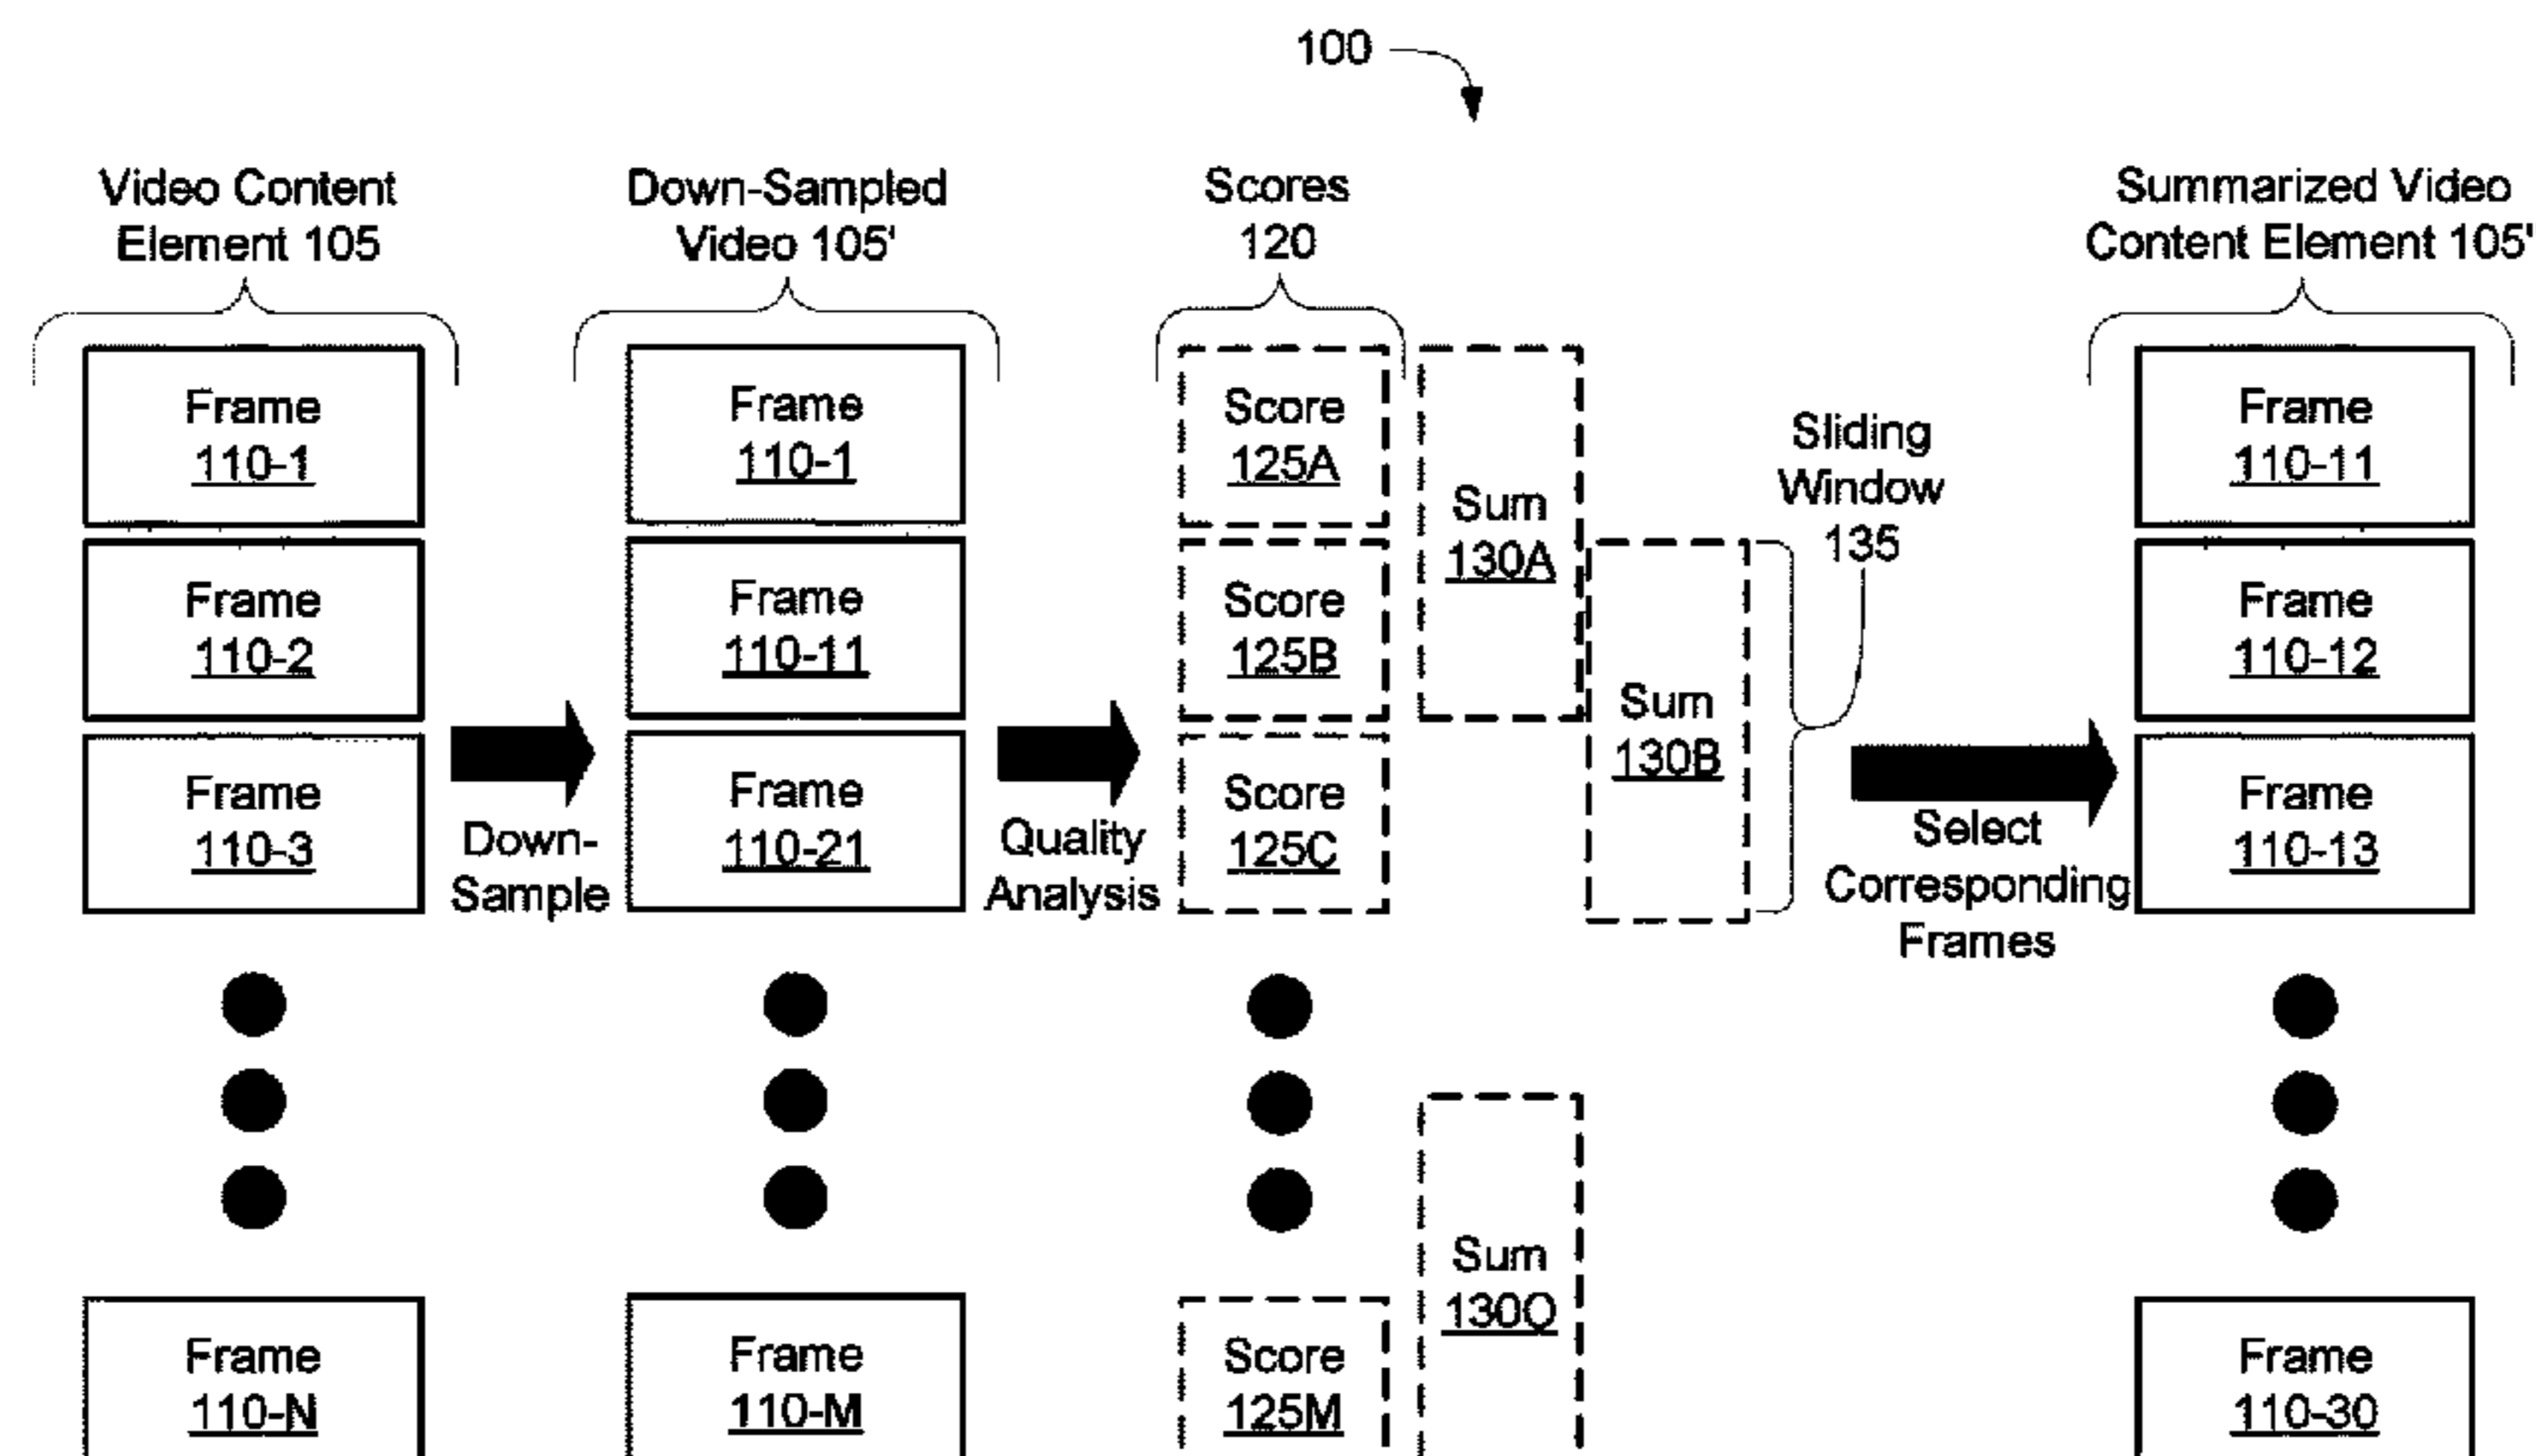 100
Video Content
Element 105
Down-Sampled
Video 105'
Scores
120
Summarized Video
Content Element 105"
Frame
110-1
Frame
110-2
Frame
110-3
Down-
Sample
Frame
110-N
Frame
110-1
Frame
110-11
Frame
110-21
Quality
Analysis
Frame
110-M
Score
125A
Score
125B
Score
125C
Score
125M
Sum
130A
Sum
130B
Sum
130O
Sliding
Window
135
Select
Corresponding
Frames
Frame
110-11
Frame
110-12
Frame
110-13
Frame
110-30